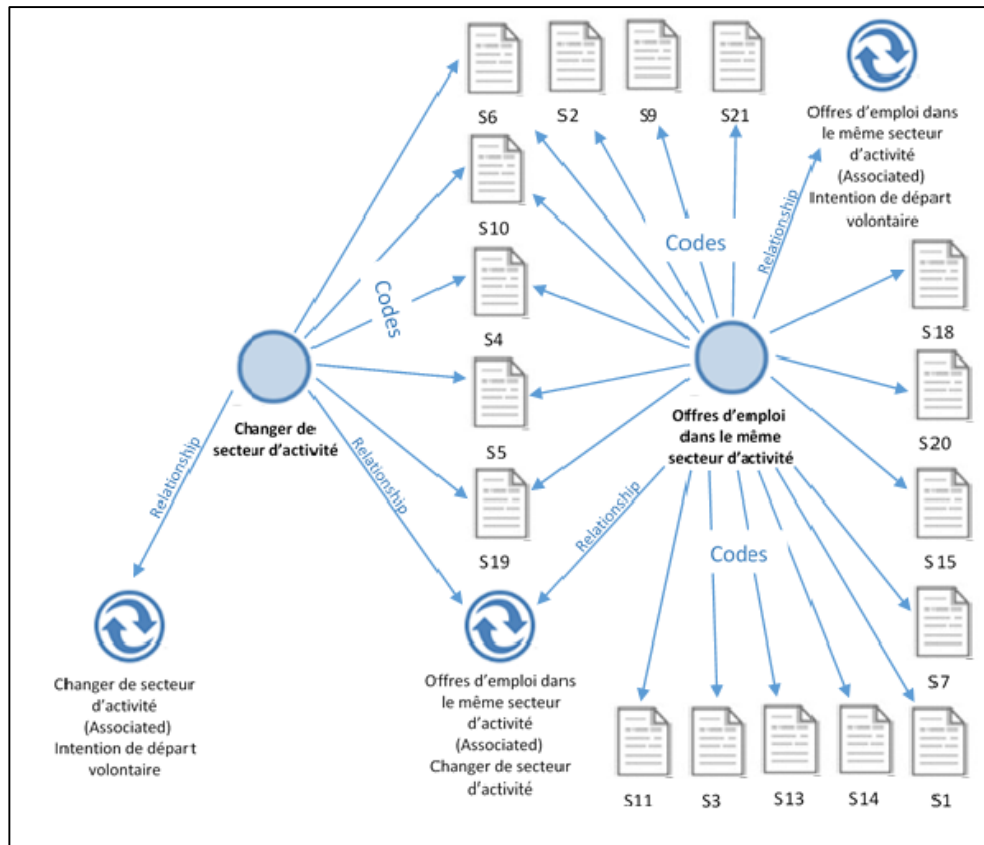 S6
S2
S9
S21
Offres d'emploi dans
le même secteur
d'activité
(Associated)
Intention de départ
volontaire
Relationship
Codes
S10
Codes
S18
S4
Changer de
secteur d'activité
Offres d'emploi
dans le même
secteur d'activité
S5
S20
Relationship
Relationship
Relationship
S19
Codes
S15
Changer de secteur
d'activité
(Associated)
Intention de départ
volontaire
Offres d'emploi dans
le même secteur
d'activité
(Associated)
Changer de secteur
d'activité
S7
S11
S3
S13
S14
S1